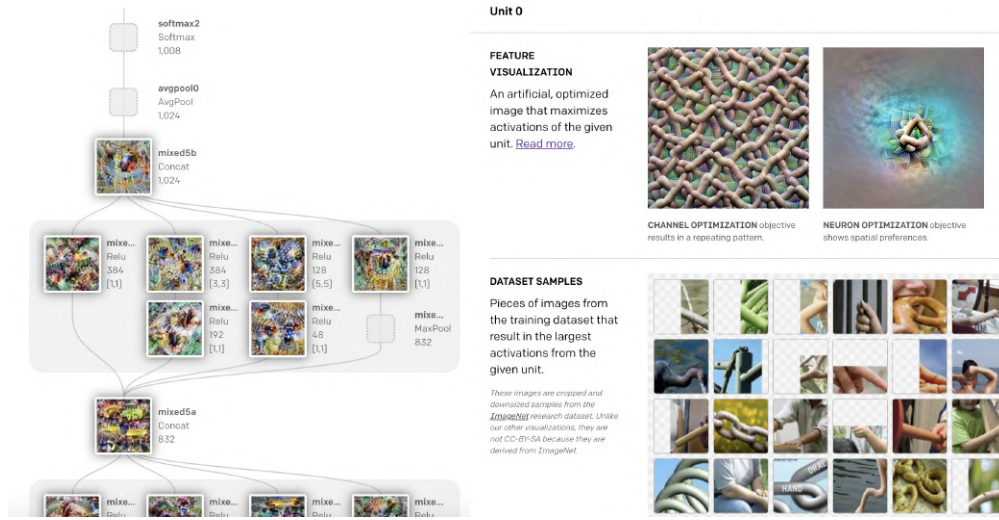 softmax2
Softmax
1,008
avgpool0
AvgPool
1,024
mixed5b
Concat
1,024
mixe...
Relu
384
[1,1]
mixe...
Relu
384
[3,3]
mixe...
Relu
128
[5,5]
mixe...
Relu
128
[1,1]
mixe...
Relu
192
[1,1]
mixe...
Relu
48
[1,1]
mixe...
MaxPool
832
mixed5a
Concat
832
mixe...
Relu
mixe...
Relu
mixe...
Relu
mixe...
Relu
Unit 0
FEATURE
VISUALIZATION
An artificial, optimized
image that maximizes
activations of the given
unit. Read more.
CHANNEL OPTIMIZATION objective
results in a repeating pattern.
NEURON OPTIMIZATION objective
shows spatial preferences.
DATASET SAMPLES
Pieces of images from
the training dataset that
result in the largest
activations from the
given unit.
These images are cropped and
downsized samples from the
ImageNet research dataset. Unlike
our other visualizations, they are
not CC-BY-SA because they are
derived from ImageNet.
HAND